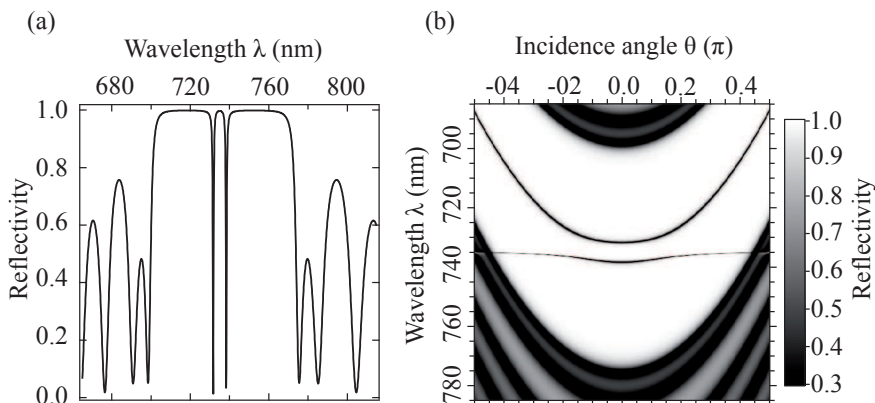 (a)
Wavelength λ (nm)
680 720 760 800
1.0
0.8
0.6
0.4
0.2
0.0
Reflectivity
(b)
Incidence angle θ (π)
-04 -02 0.0 0.2 0.4
700
720
740
760
780
Wavelength λ (nm)
1.0
0.9
0.8
0.7
0.6
0.5
0.4
0.3
Reflectivity